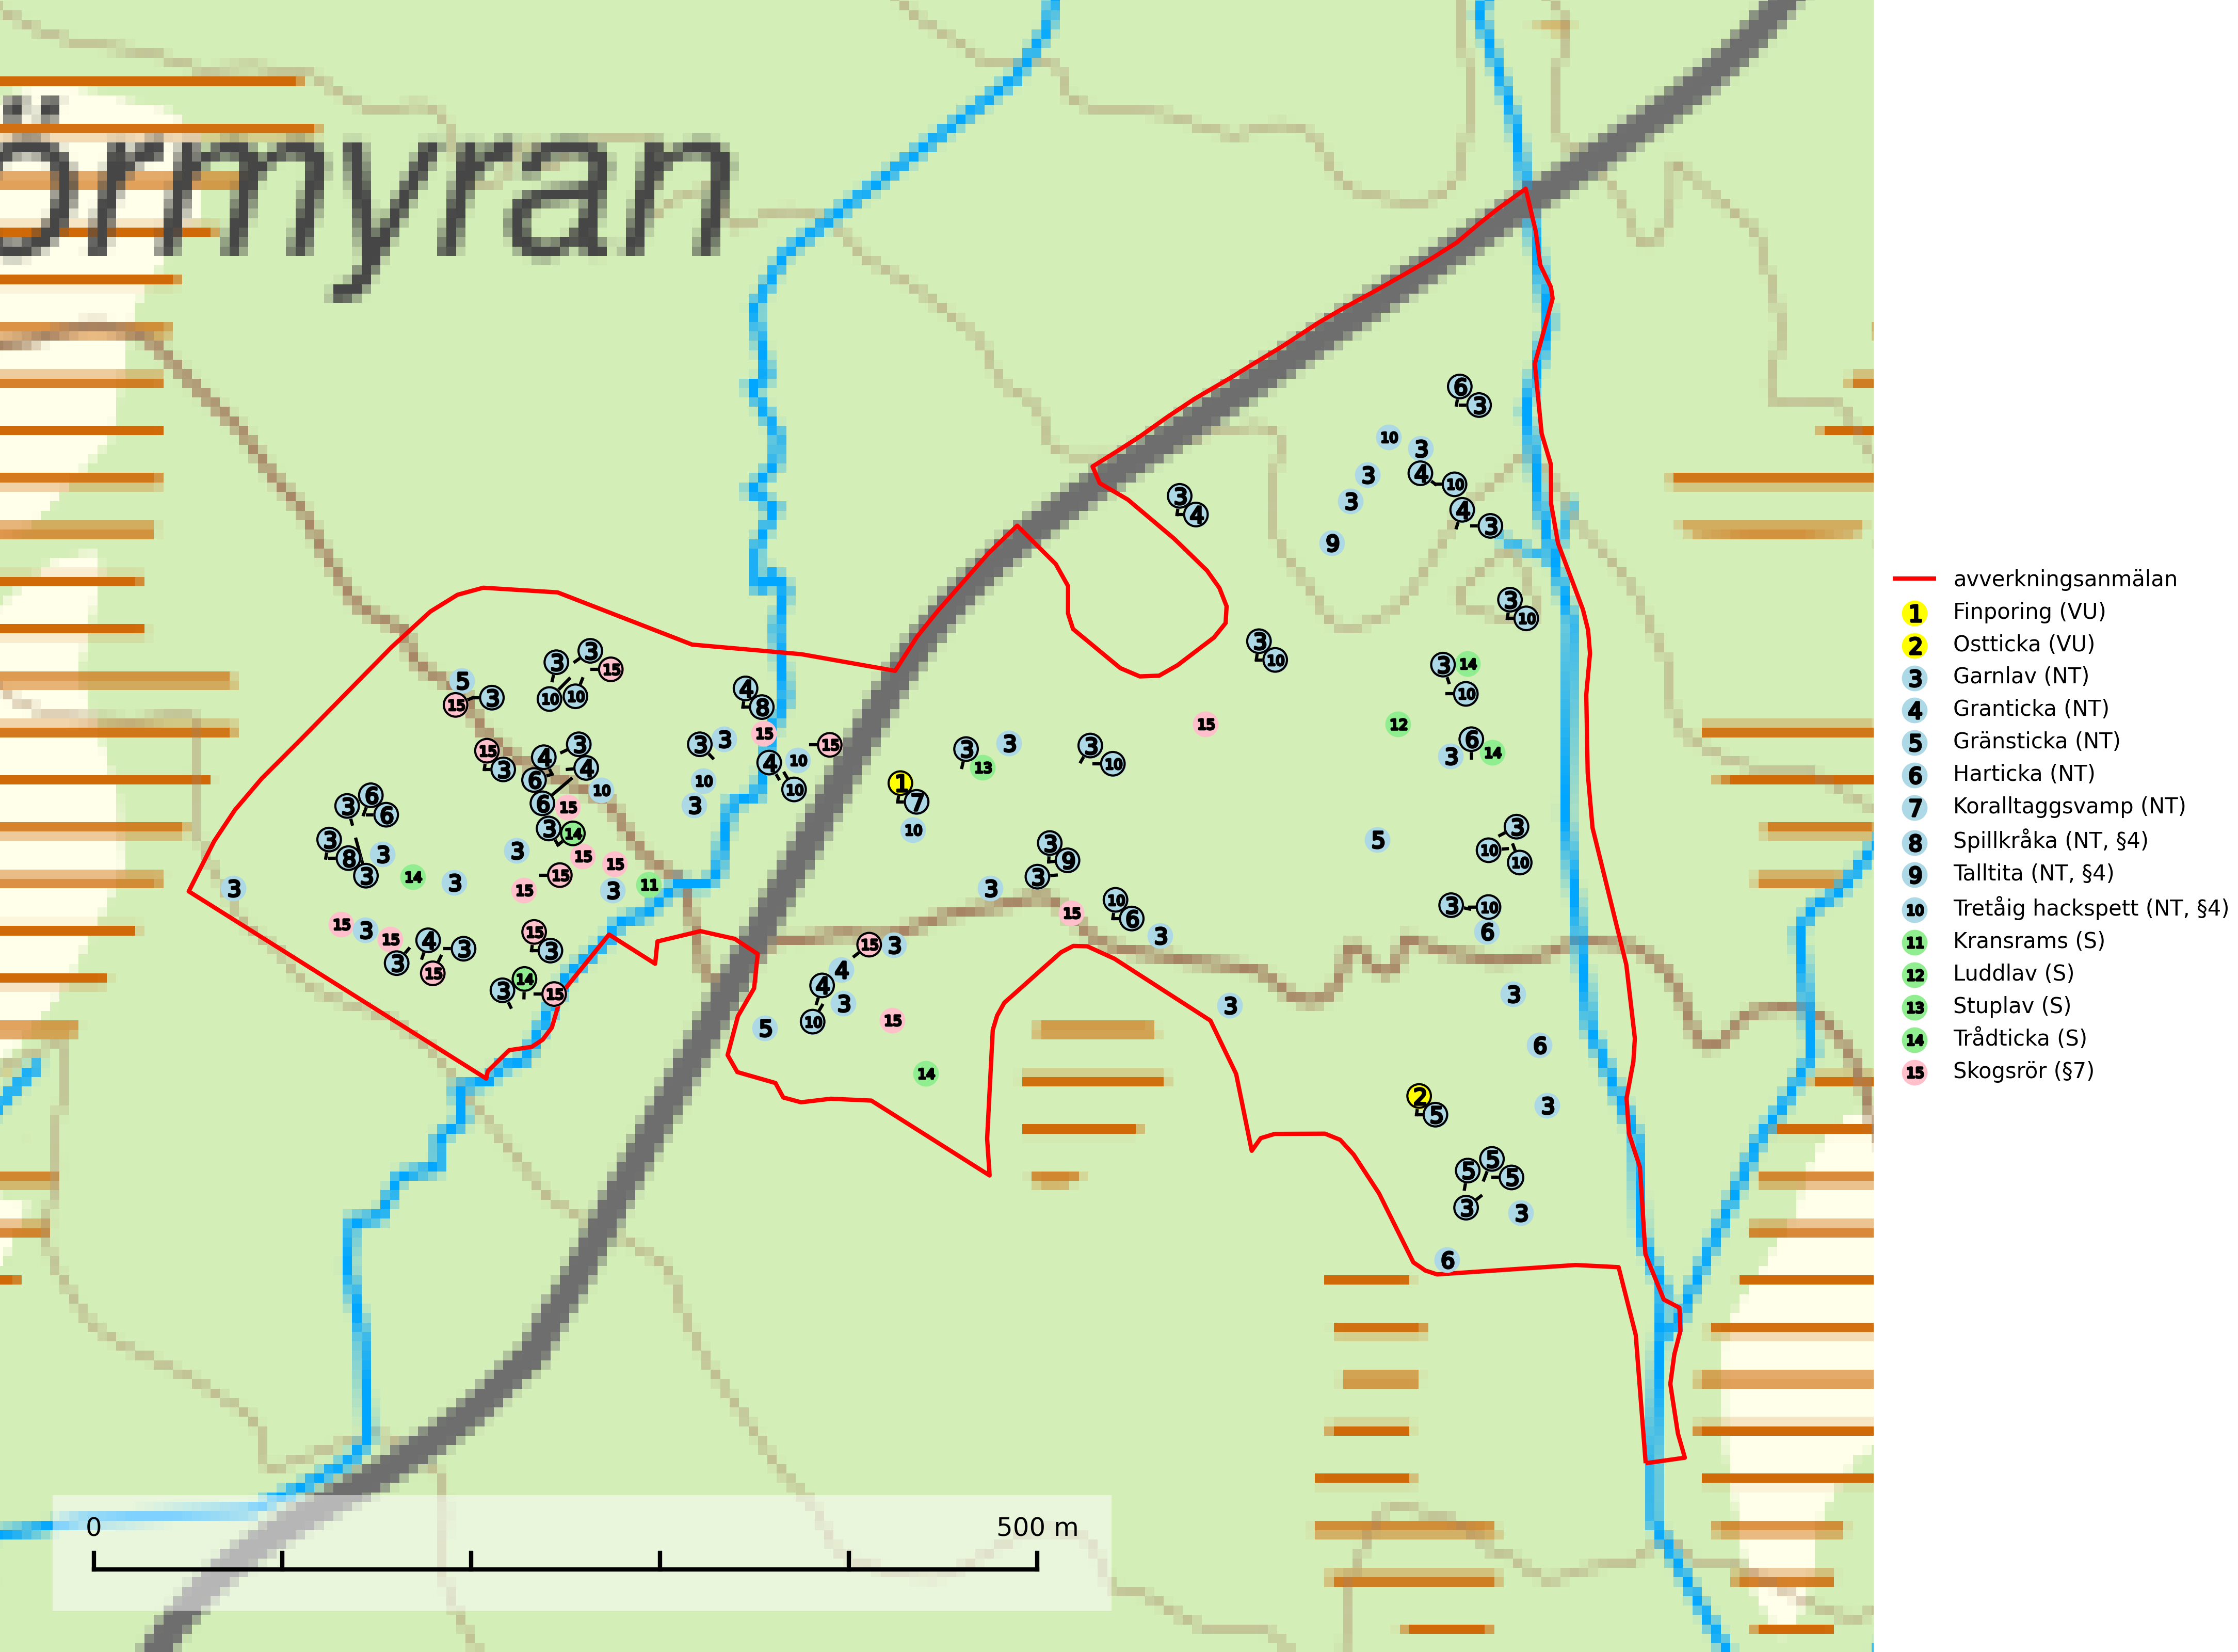 örmyran
avverkningsanmälan
1 Finporing (VU)
2 Ostticka (VU)
3 Garnlav (NT)
4 Granticka (NT)
5 Gränsticka (NT)
6 Harticka (NT)
7 Koralltaggsvamp (NT)
8 Spillkråka (NT, §4)
9 Talltita (NT, §4)
10 Tretåig hackspett (NT, §4)
11 Kransrams (S)
12 Luddlav (S)
13 Stuplav (S)
14 Trådticka (S)
15 Skogsrör (§7)
0 500 m